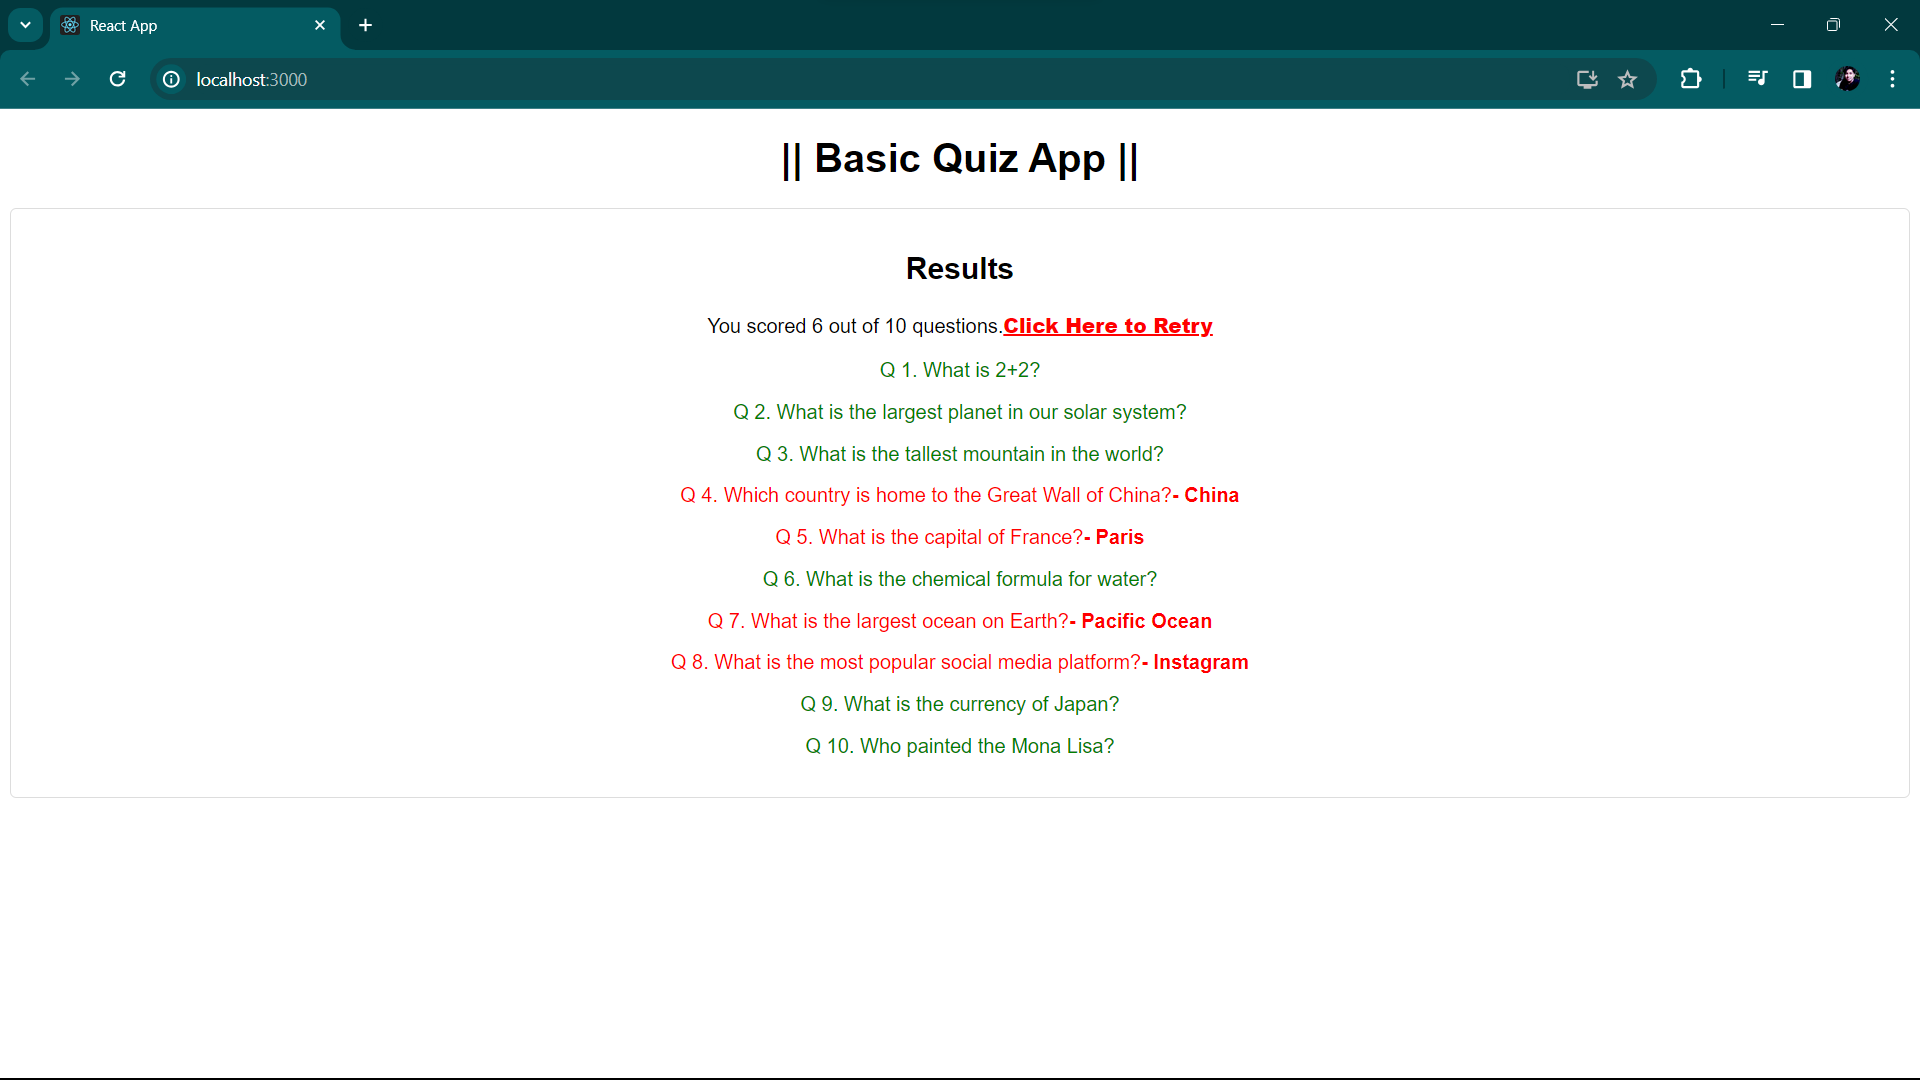 React App
localhost:3000
|| Basic Quiz App ||
Results
You scored 6 out of 10 questions.Click Here to Retry
Q 1. What is 2+2?
Q 2. What is the largest planet in our solar system?
Q 3. What is the tallest mountain in the world?
Q 4. Which country is home to the Great Wall of China?- China
Q 5. What is the capital of France?- Paris
Q 6. What is the chemical formula for water?
Q 7. What is the largest ocean on Earth?- Pacific Ocean
Q 8. What is the most popular social media platform?- Instagram
Q 9. What is the currency of Japan?
Q 10. Who painted the Mona Lisa?